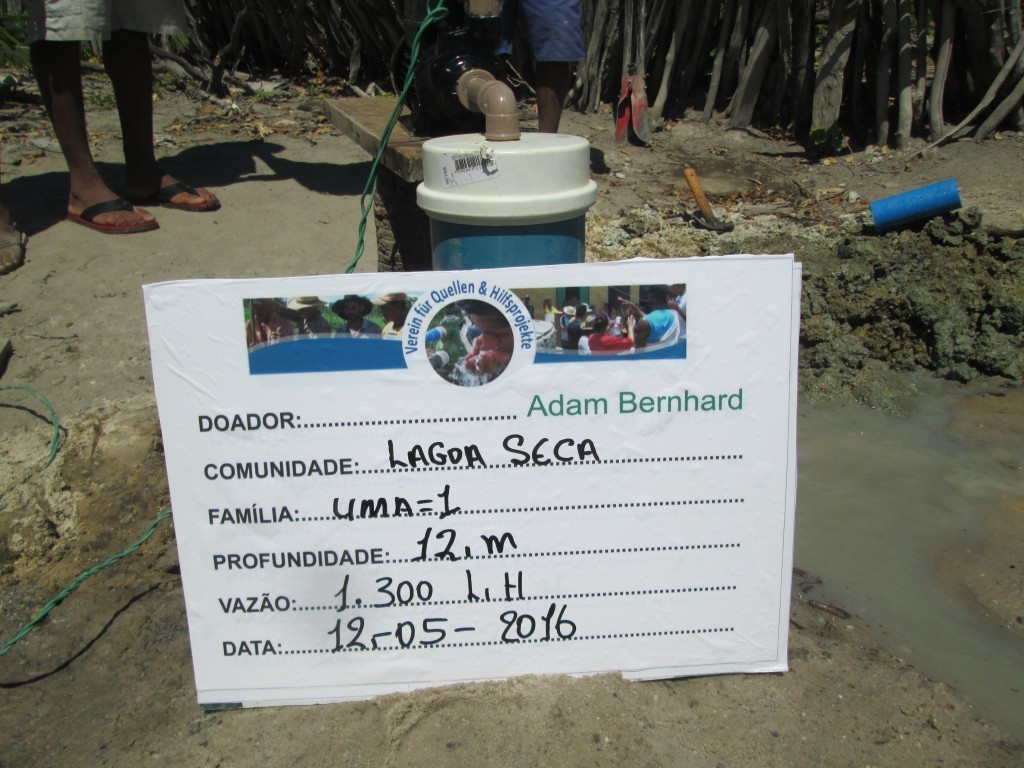 Verein für Quellen & Hilfsprojekte
DOADOR:............................... Adam Bernhard
COMUNIDADE: LAGOA SECA
FAMÍLIA: UMA=1
PROFUNDIDADE: 12.m
VAZÃO: 1.300 L.H
DATA: 12-05-2016